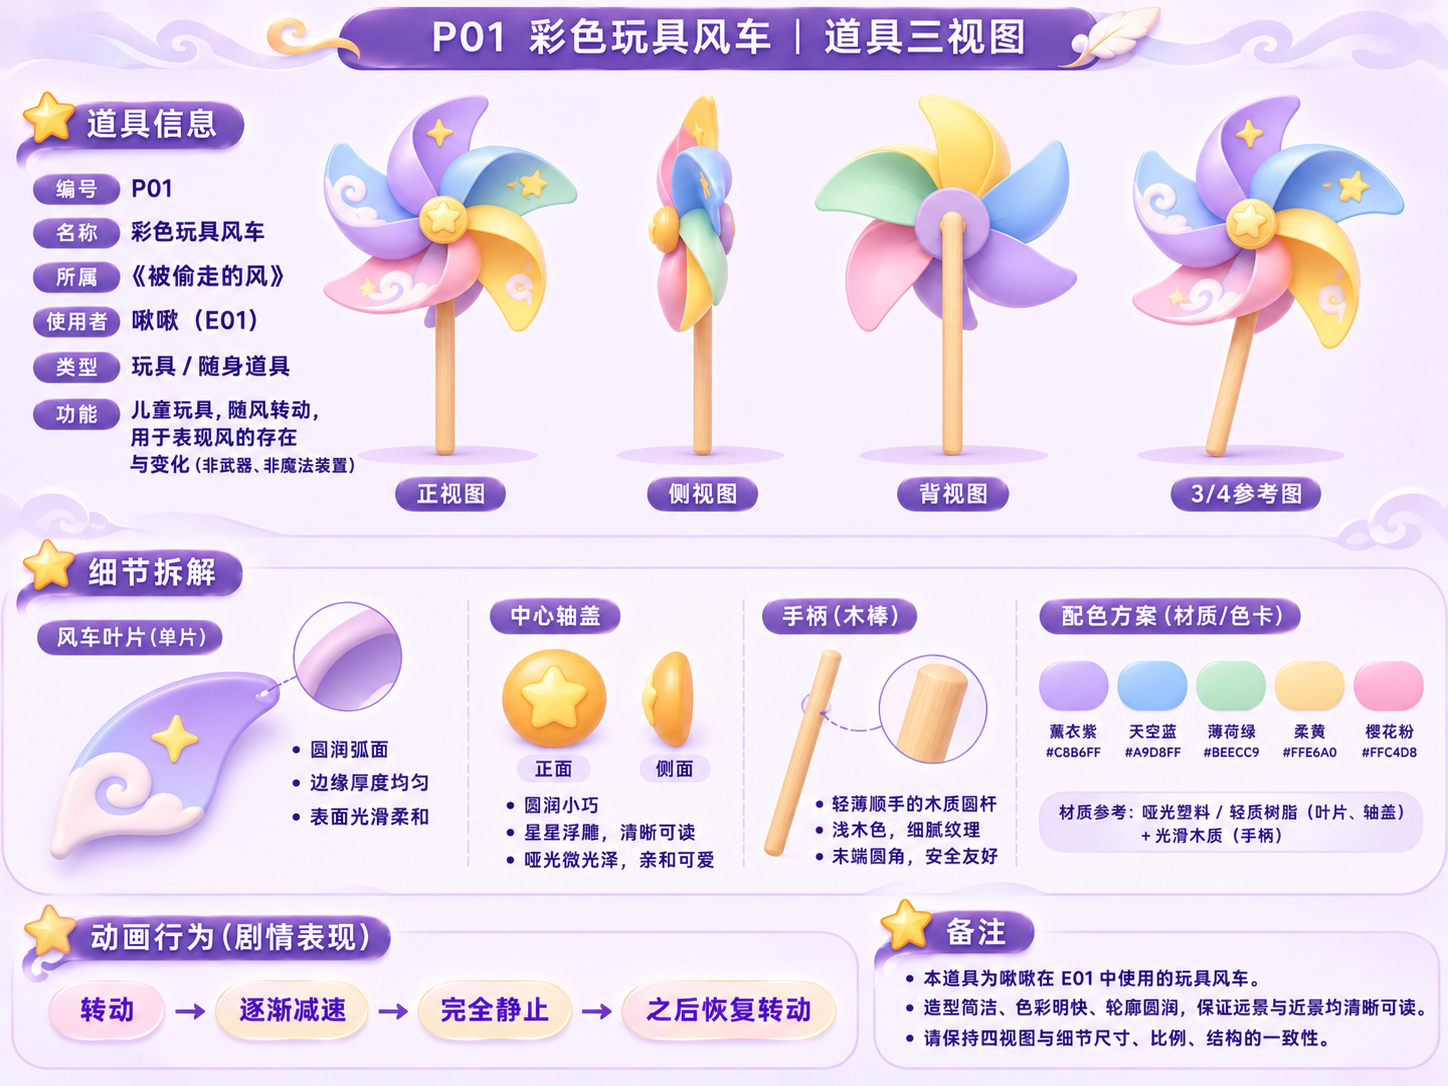 P01 彩色玩具风车｜道具三视图
道具信息
编号 P01
名称 彩色玩具风车
所属 《被偷走的风》
使用者 啾啾（E01）
类型 玩具 / 随身道具
功能 儿童玩具，随风转动，
用于表现风的存在
与变化（非武器、非魔法装置）
正视图
侧视图
背视图
3/4参考图
细节拆解
风车叶片（单片）
圆润弧面
边缘厚度均匀
表面光滑柔和
中心轴盖
正面
侧面
圆润小巧
星星浮雕，清晰可读
哑光微光泽，亲和可爱
手柄（木棒）
轻薄顺手的木质圆杆
浅木色，细腻纹理
末端圆角，安全友好
配色方案（材质/色卡）
薰衣紫
#C8B6FF
天空蓝
#A9D8FF
薄荷绿
#BEECC9
柔黄
#FFE6A0
樱花粉
#FFC4D8
材质参考：哑光塑料 / 轻质树脂（叶片、轴盖）
+ 光滑木质（手柄）
动画行为（剧情表现）
转动 → 逐渐减速 → 完全静止 → 之后恢复转动
备注
本道具为啾啾在 E01 中使用的玩具风车。
造型简洁、色彩明快、轮廓圆润，保证远景与近景均清晰可读。
请保持四视图与细节尺寸、比例、结构的一致性。